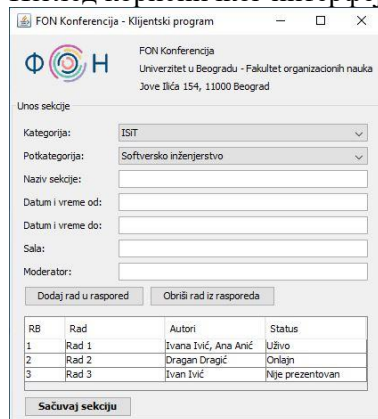 FON Konferencija - Klijentski program
ФОН
FON Konferencija
Univerzitet u Beogradu - Fakultet organizacionih nauka
Jove Ilića 154, 11000 Beograd
Unos sekcije
Kategorija: ISiT
Potkategorija: Softversko inženjerstvo
Naziv sekcije:
Datum i vreme od:
Datum i vreme do:
Sala:
Moderator:
Dodaj rad u raspored Obriši rad iz rasporeda
RB Rad Autori Status
1 Rad 1 Ivana Ivić, Ana Anić Uživo
2 Rad 2 Dragan Dragić Onlajn
3 Rad 3 Ivan Ivić Nije prezentovan
Sačuvaj sekciju